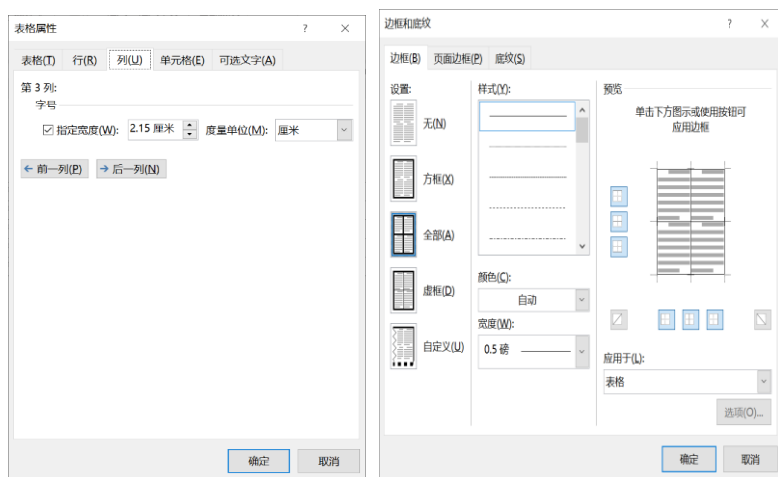 表格属性 ? ×
表格(T) 行(R) 列(U) 单元格(E) 可选文字(A)
第 3 列:
字号
指定宽度(W): 2.15 厘米 度量单位(M): 厘米
前一列(P) 后一列(N)
确定 取消
边框和底纹 ? ×
边框(B) 页面边框(P) 底纹(S)
设置:
无(N)
方框(X)
全部(A)
虚框(D)
自定义(U)
样式(Y):
颜色(C):
自动
宽度(W):
0.5 磅
预览
单击下方图示或使用按钮可
应用边框
应用于(L):
表格
选项(O)...
确定 取消